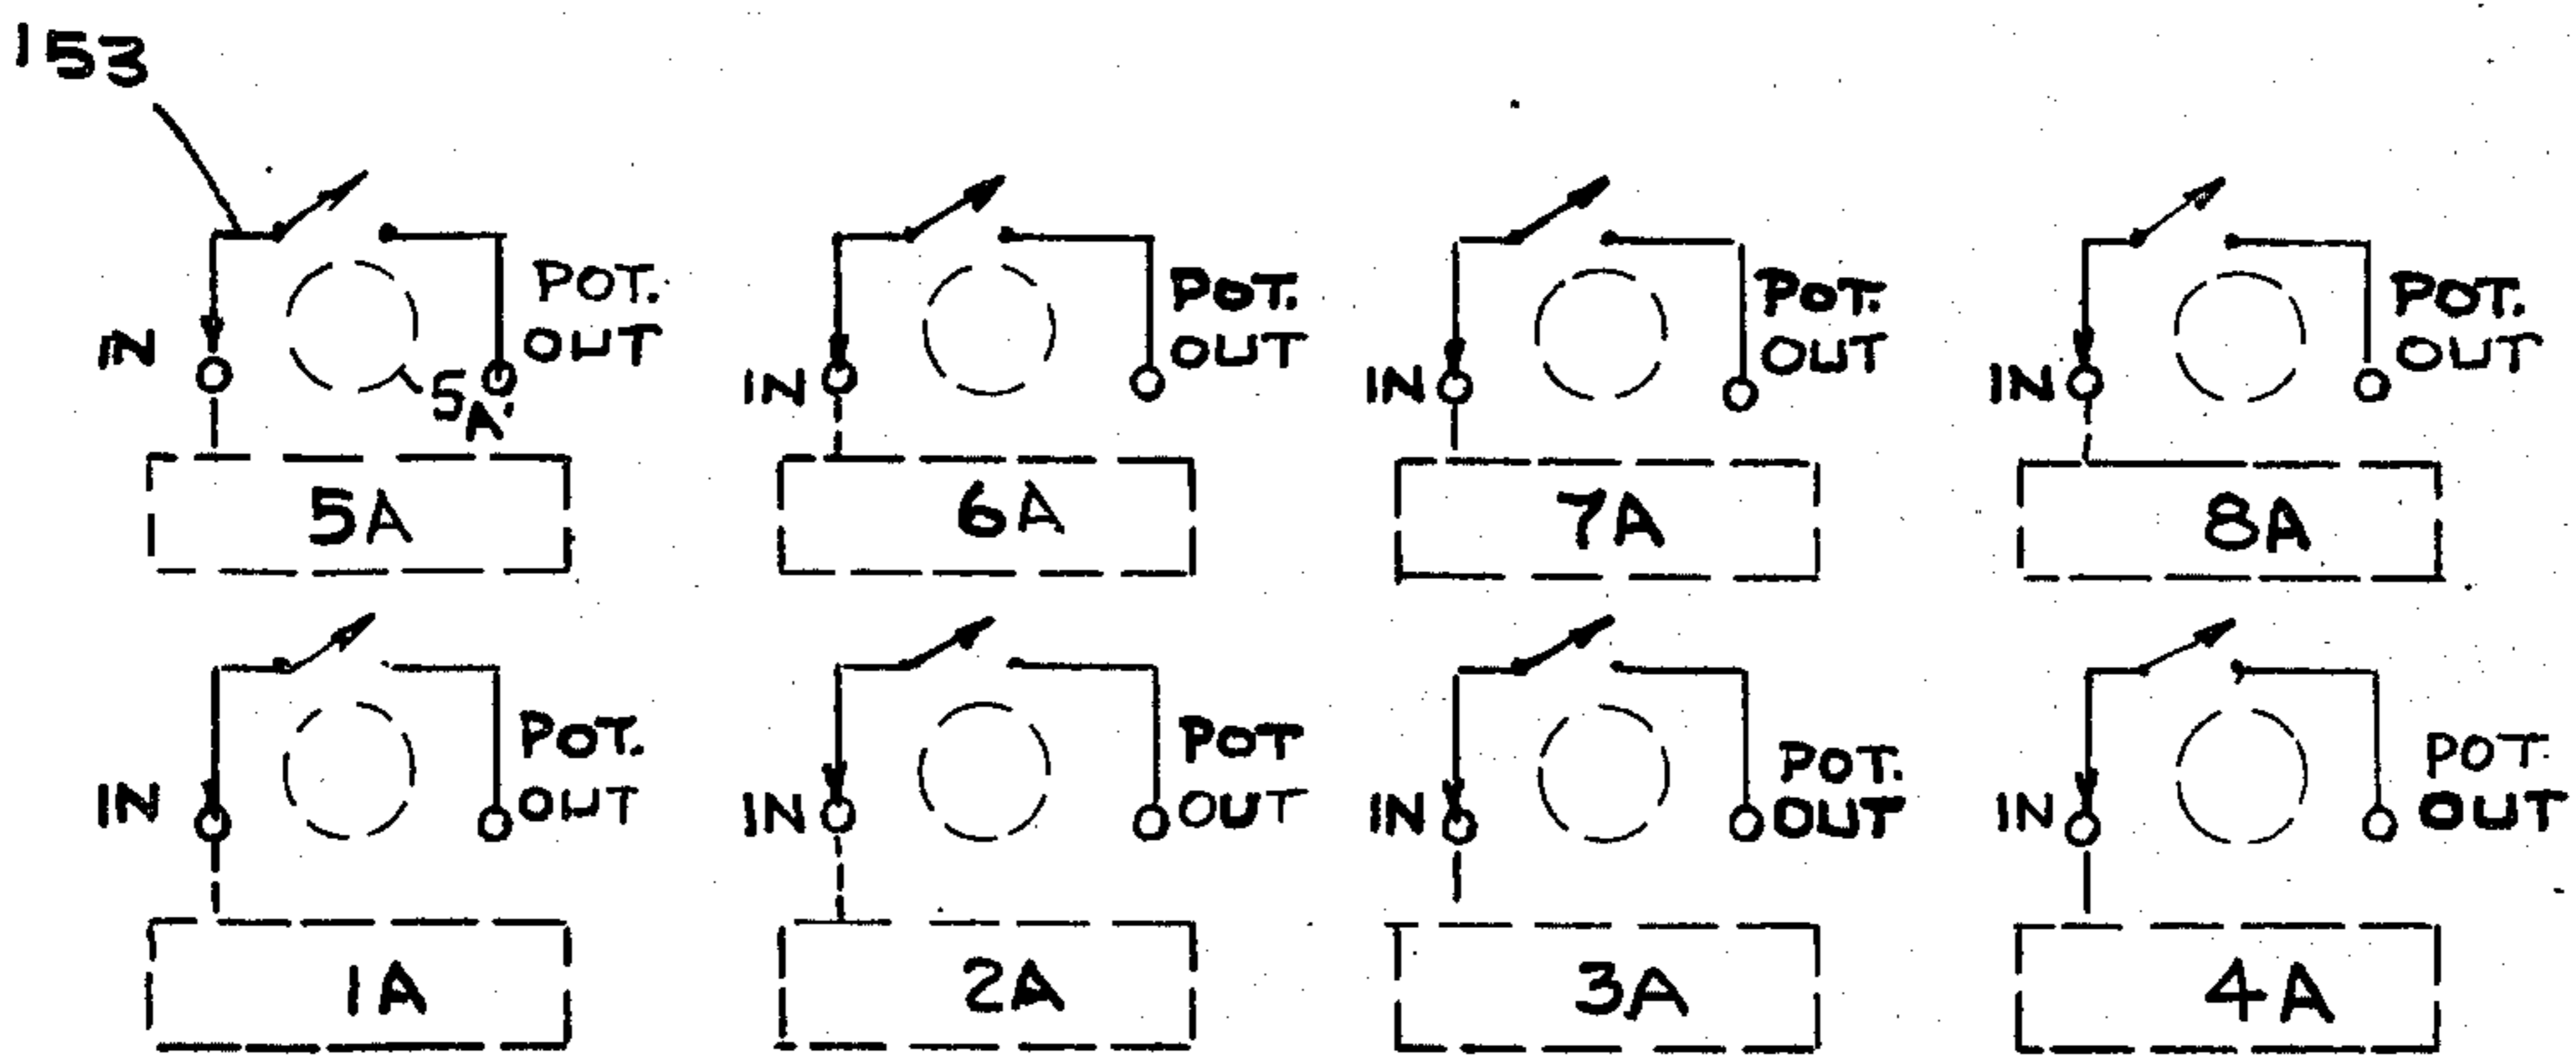 153
POT. POT. POT. POT.
IN OUT OUT OUT OUT
IN IN IN
5A'
5A 6A 7A 8A
POT. POT POT. POT.
IN OUT IN OUT IN OUT IN OUT
1A 2A 3A 4A